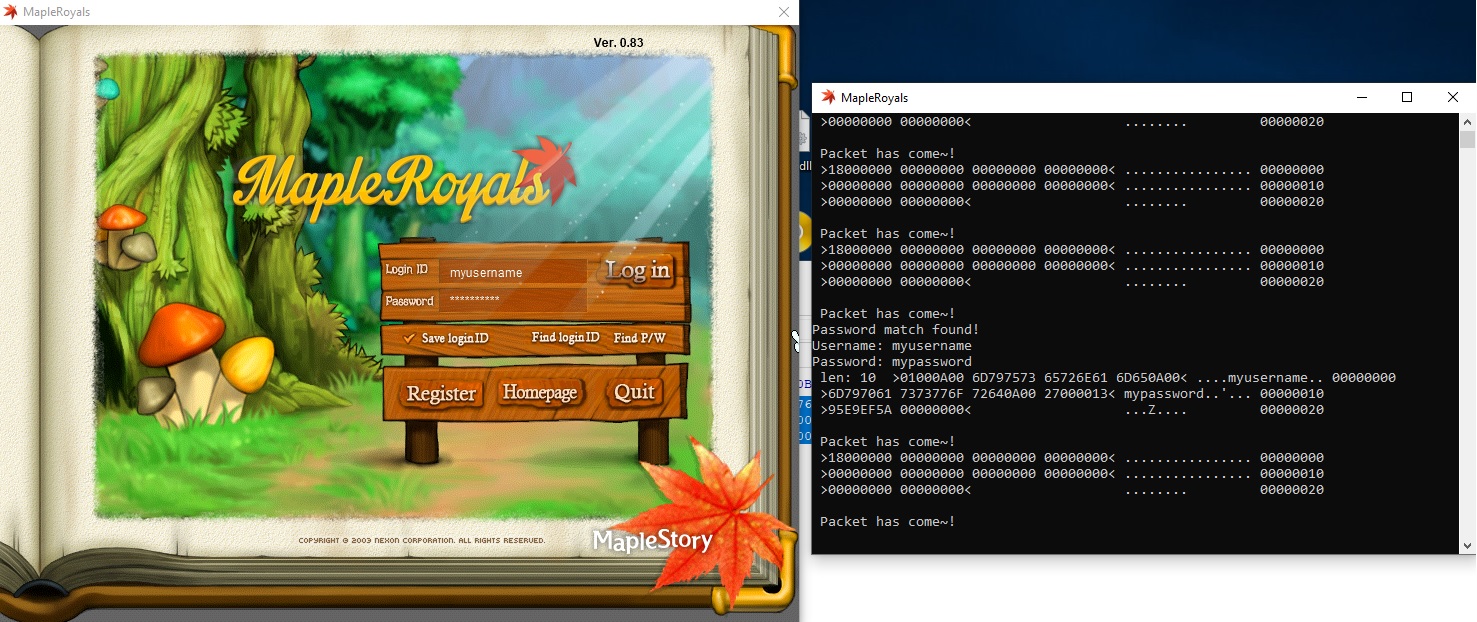 MapleRoyals
Ver. 0.83
MapleRoyals
Login ID
myusername
Log in
Password
**********
Save login ID
Find login ID
Find P/W
Register
Homepage
Quit
COPYRIGHT © 2003 NEXON CORPORATION. ALL RIGHTS RESERVED.
MapleStory
dll
MapleRoyals
>00000000 00000000< ........ 00000020
Packet has come~!
>18000000 00000000 00000000 00000000< ................ 00000000
>00000000 00000000 00000000 00000000< ................ 00000010
>00000000 00000000< ........ 00000020
Packet has come~!
>18000000 00000000 00000000 00000000< ................ 00000000
>00000000 00000000 00000000 00000000< ................ 00000010
>00000000 00000000< ........ 00000020
Packet has come~!
Password match found!
Username: myusername
Password: mypassword
len: 10 >01000A00 6D797573 65726E61 6D650A00< ....myusername.. 00000000
>6D797061 7373776F 72640A00 27000013< mypassword..'... 00000010
>95E9EF5A 00000000< ...Z.... 00000020
Packet has come~!
>18000000 00000000 00000000 00000000< ................ 00000000
>00000000 00000000 00000000 00000000< ................ 00000010
>00000000 00000000< ........ 00000020
Packet has come~!